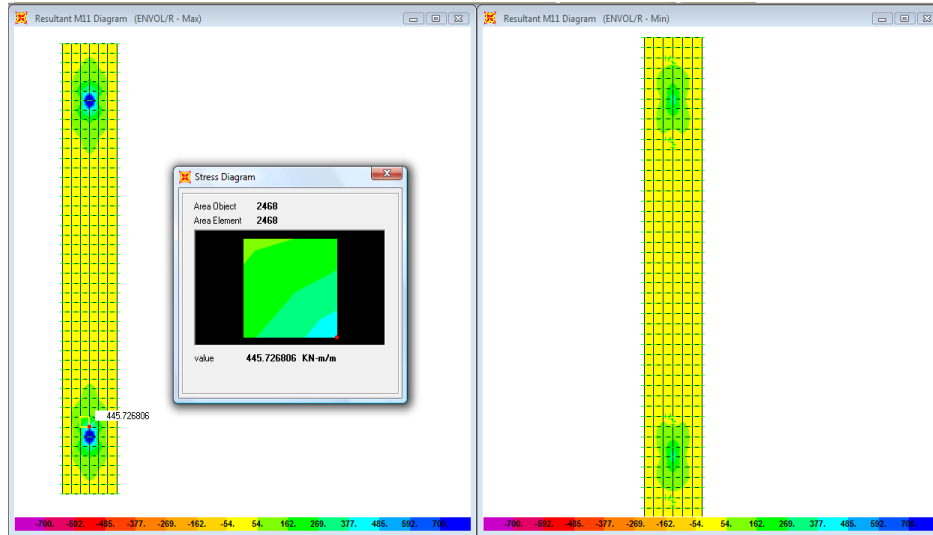 Resultant M11 Diagram (ENVOL/R - Max)
Stress Diagram
Area Object 2468
Area Element 2468
value 445.726806 KN-m/m
445.726806
-700. -592. -485. -377. -269. -162. -54. 54. 162. 269. 377. 485. 592. 700.
Resultant M11 Diagram (ENVOL/R - Min)
-700. -592. -485. -377. -269. -162. -54. 54. 162. 269. 377. 485. 592. 700.